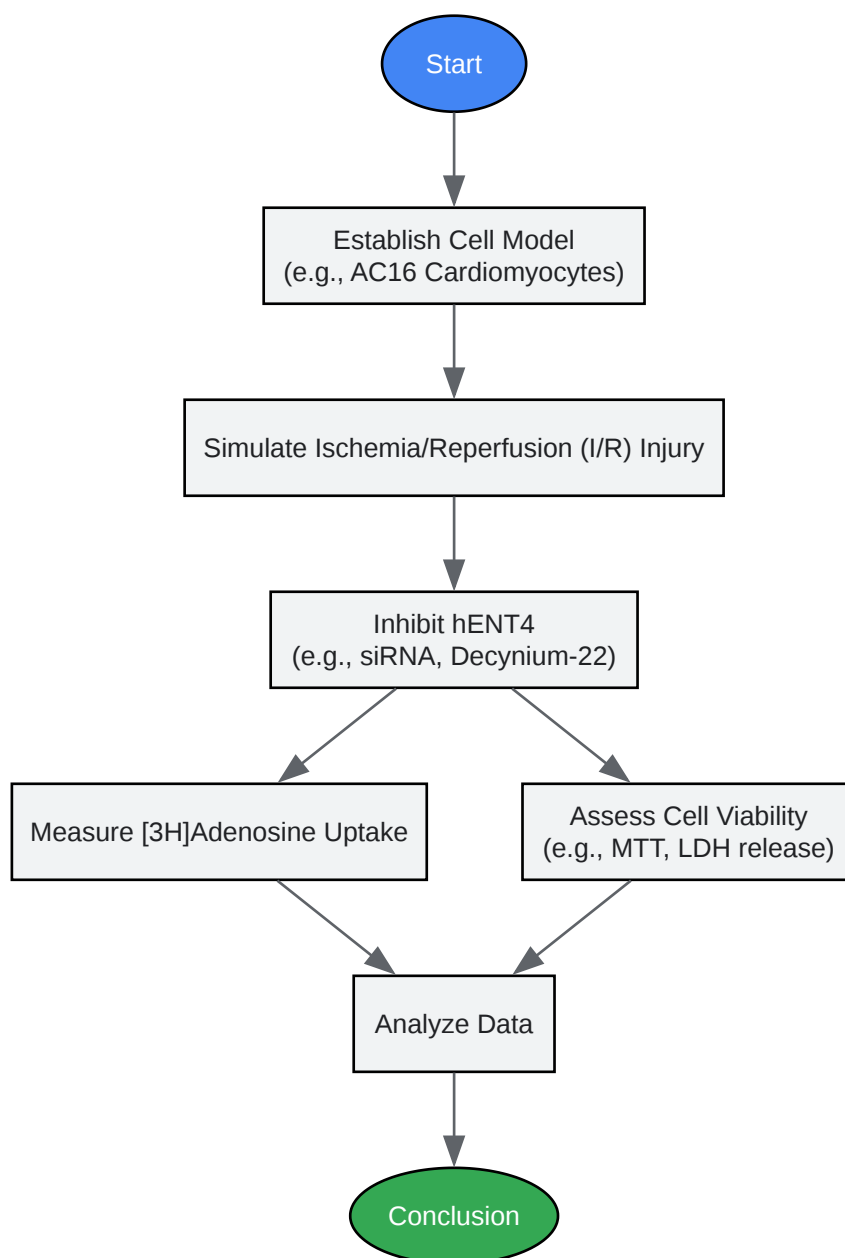 Start
Establish Cell Model
(e.g., AC16 Cardiomyocytes)
Simulate Ischemia/Reperfusion (I/R) Injury
Inhibit hENT4
(e.g., siRNA, Decynium-22)
Measure [3H]Adenosine Uptake
Assess Cell Viability
(e.g., MTT, LDH release)
Analyze Data
Conclusion